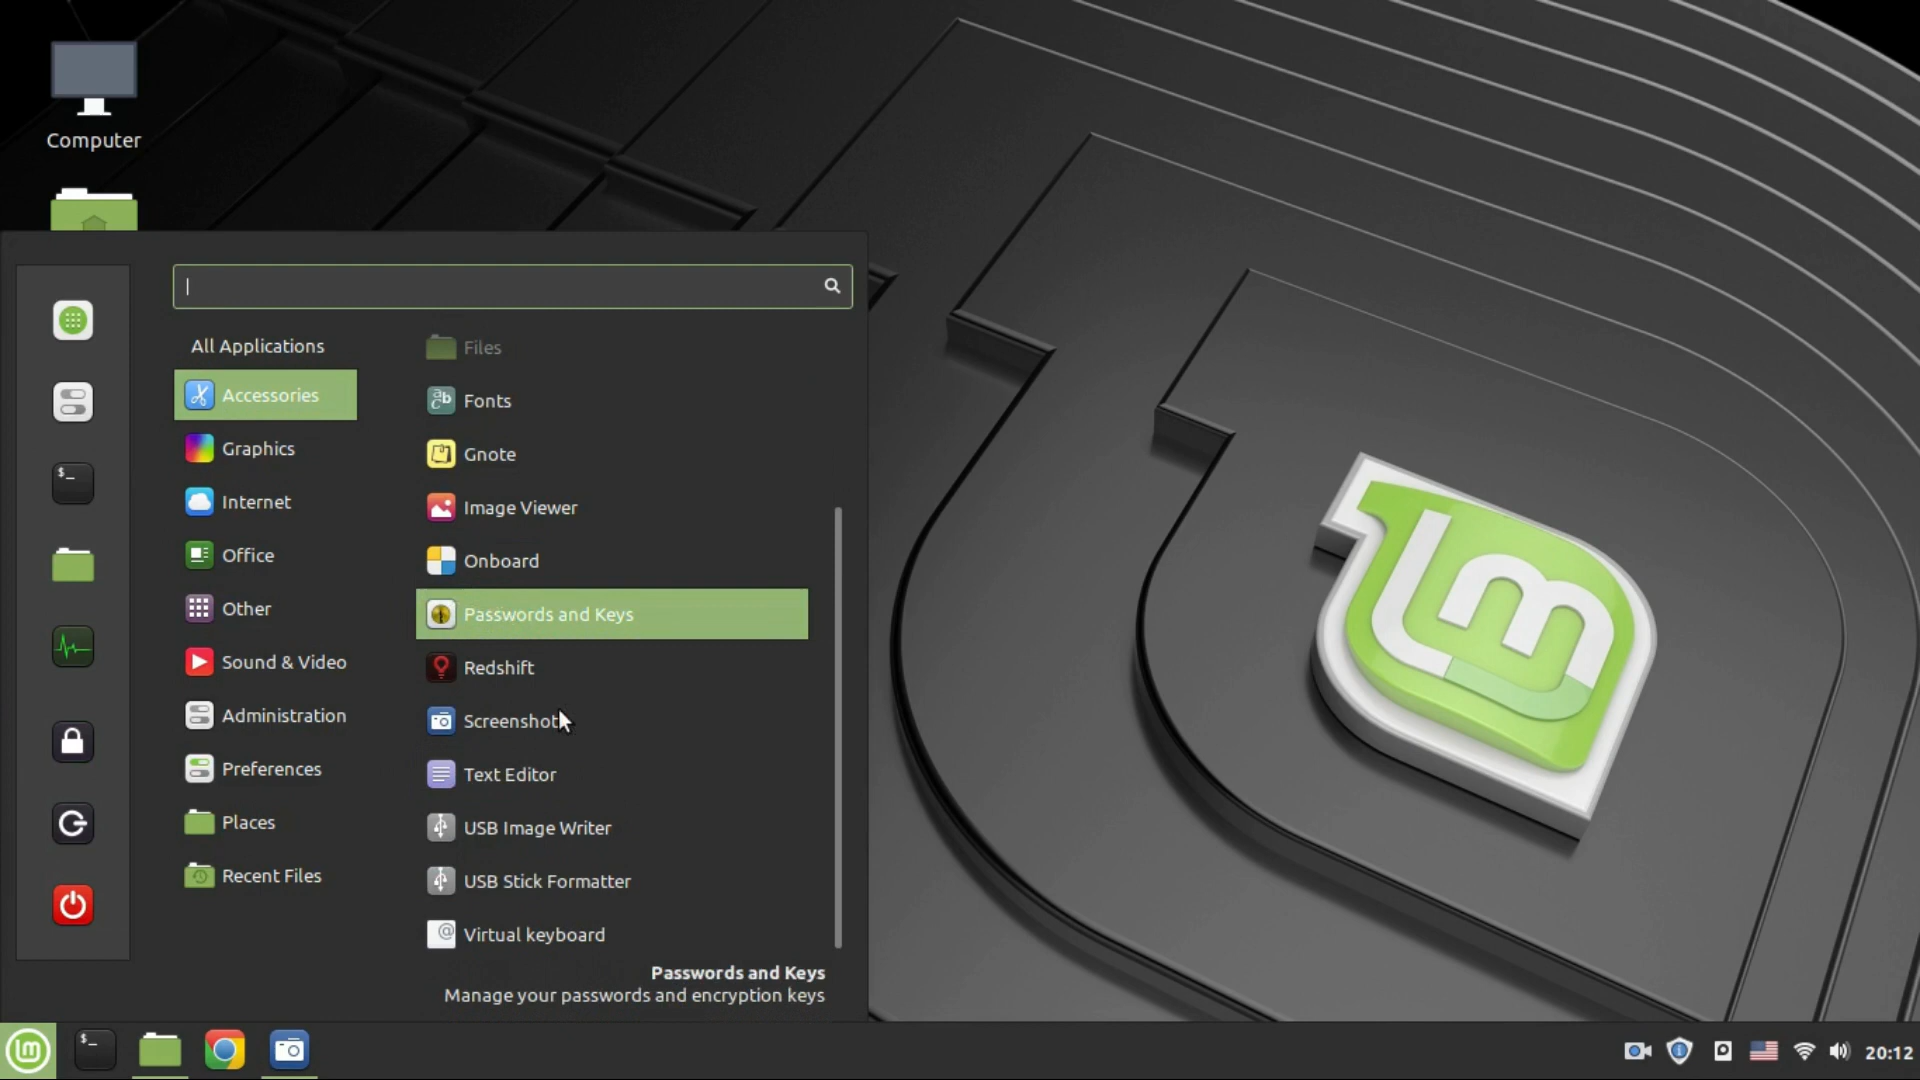 Computer
All Applications
Accessories
Graphics
Internet
Office
Other
Sound & Video
Administration
Preferences
Places
Recent Files
Files
Fonts
Gnote
Image Viewer
Onboard
Passwords and Keys
Redshift
Screenshot
Text Editor
USB Image Writer
USB Stick Formatter
Virtual keyboard
Passwords and Keys
Manage your passwords and encryption keys
lm
20:12